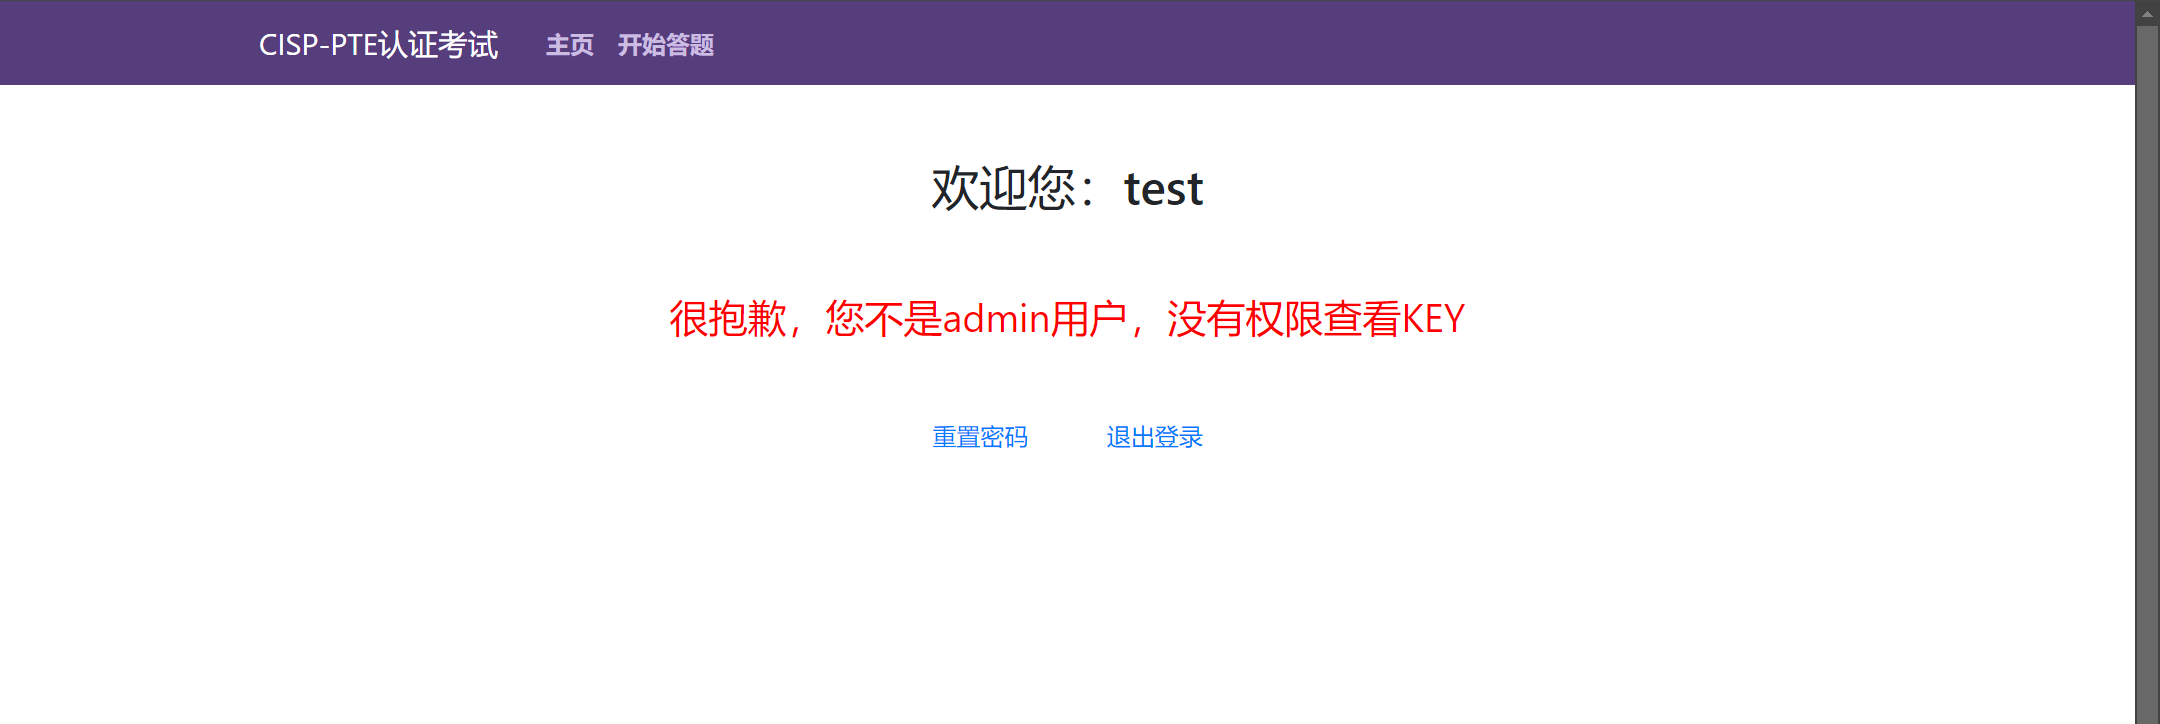 CISP-PTE认证考试 主页 开始答题
欢迎您：test
很抱歉，您不是admin用户，没有权限查看KEY
重置密码 退出登录